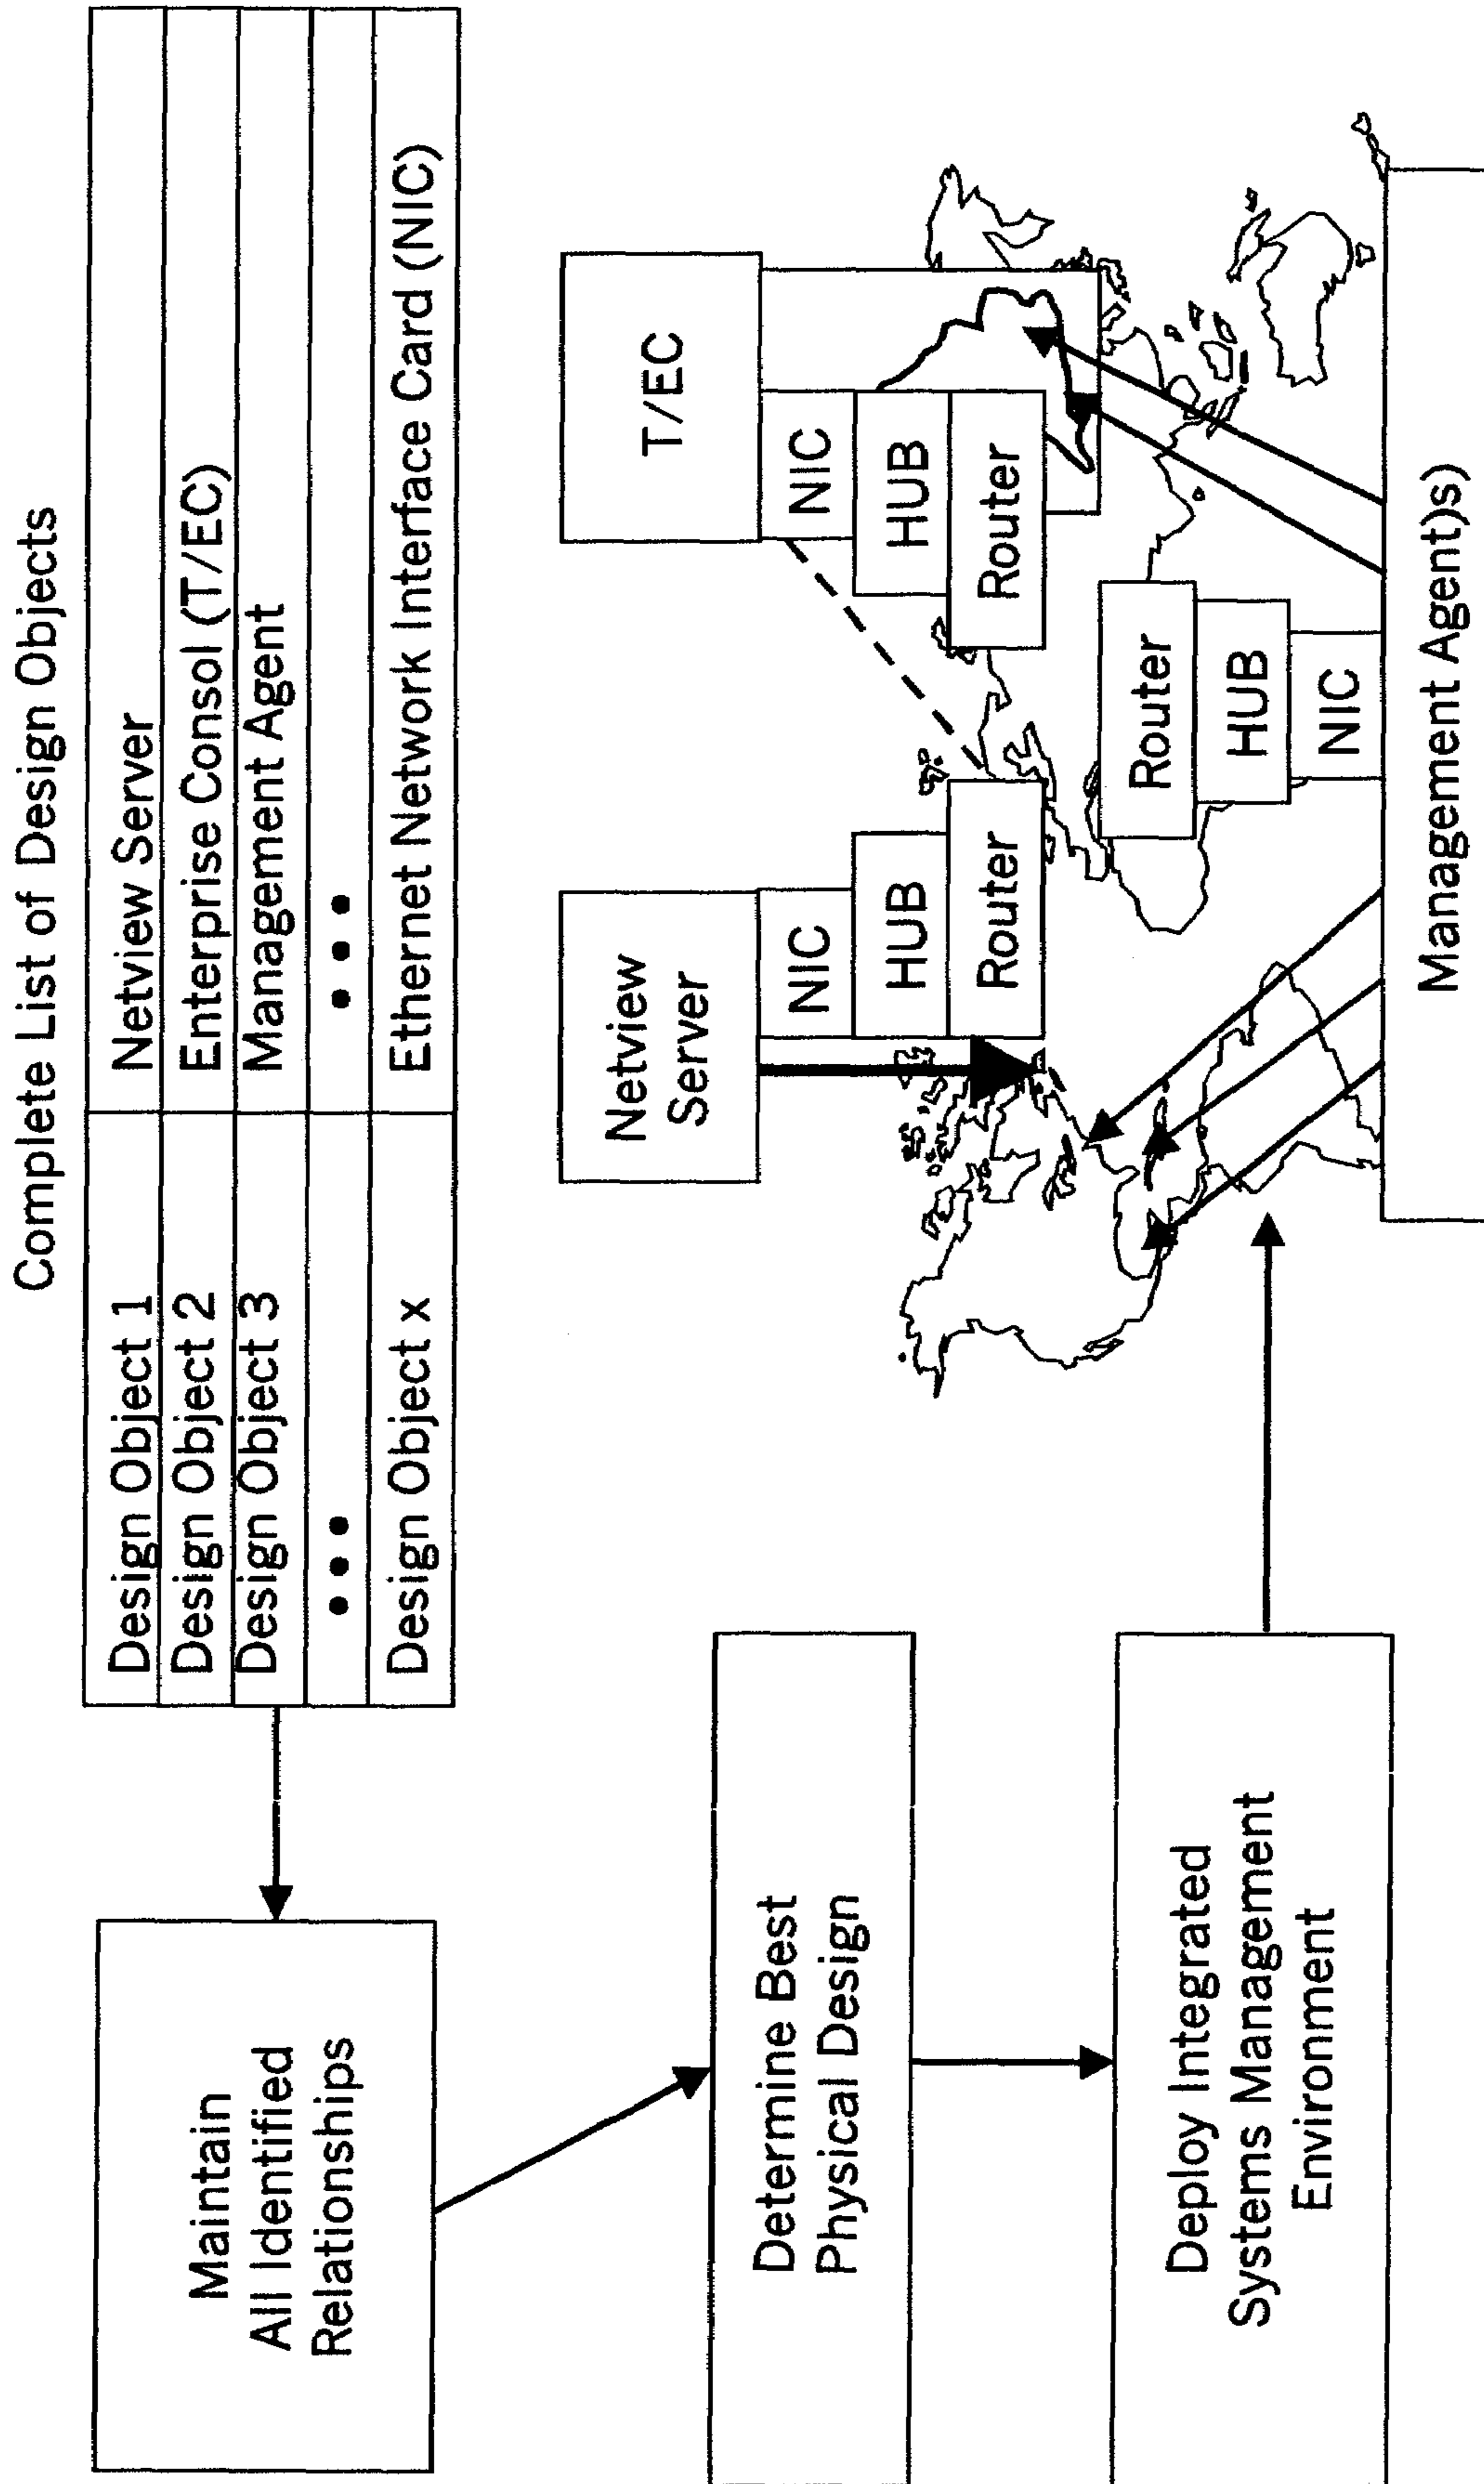 Complete List of Design Objects
Design Object 1 Netview Server
Design Object 2 Enterprise Consol (T/EC)
Design Object 3 Management Agent
••• •••
Design Object x Ethernet Network Interface Card (NIC)
Maintain
All Identified
Relationships
Determine Best
Physical Design
Deploy Integrated
Systems Management
Environment
Netview
Server
NIC
HUB
Router
T/EC
NIC
HUB
Router
Router
HUB
NIC
Management Agent)s)